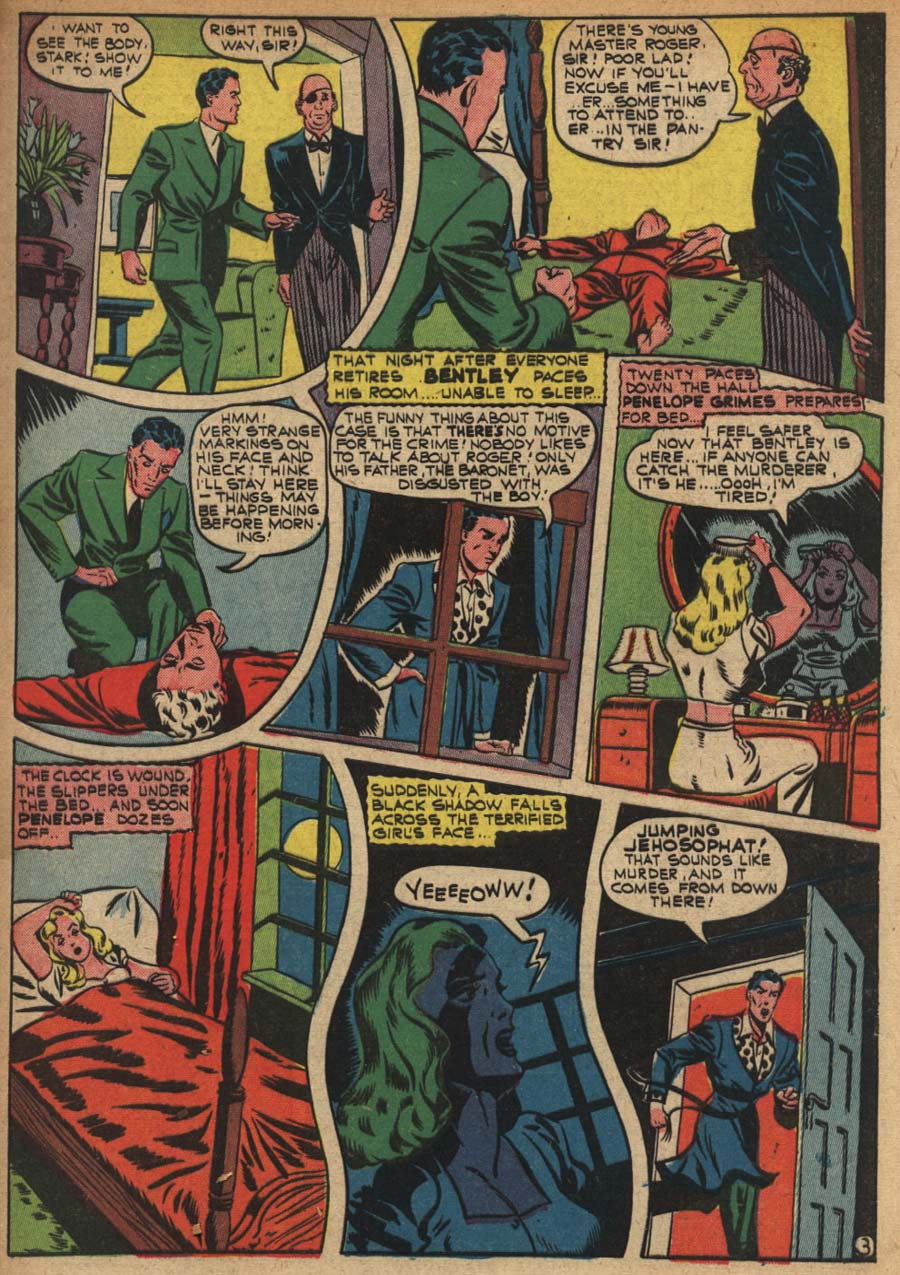 I WANT TO
SEE THE BODY,
STARK! SHOW
IT TO ME!
RIGHT THIS
WAY, SIR!
THERE'S YOUNG
MASTER ROGER,
SIR! POOR LAD!
NOW IF YOU'LL
EXCUSE ME - I HAVE
..ER...SOMETHING
TO ATTEND TO..
ER...IN THE PAN-
TRY SIR!
HMM!
VERY STRANGE
MARKINGS ON
HIS FACE AND
NECK! THINK
I'LL STAY HERE
- THINGS MAY
BE HAPPENING
BEFORE MORN-
ING!
THAT NIGHT AFTER EVERYONE
RETIRES BENTLEY PACES
HIS ROOM....UNABLE TO SLEEP...
THE FUNNY THING ABOUT THIS
CASE IS THAT THERE'S NO MOTIVE
FOR THE CRIME! NOBODY LIKES
TO TALK ABOUT ROGER! ONLY
HIS FATHER, THE BARONET, WAS
DISGUSTED WITH
THE BOY!
TWENTY PACES
DOWN THE HALL
PENELOPE GRIMES PREPARES
FOR BED...
I FEEL SAFER
NOW THAT BENTLEY IS
HERE... IF ANYONE CAN
CATCH THE MURDERER,
IT'S HE.....OOOH, I'M
TIRED!
THE CLOCK IS WOUND,
THE SLIPPERS UNDER
THE BED... AND SOON
PENELOPE DOZES
OFF..
SUDDENLY, A
BLACK SHADOW FALLS
ACROSS THE TERRIFIED
GIRL'S FACE...
YEEEEOWW!
JUMPING
JEHOSOPHAT!
THAT SOUNDS LIKE
MURDER, AND IT
COMES FROM DOWN
THERE!
3